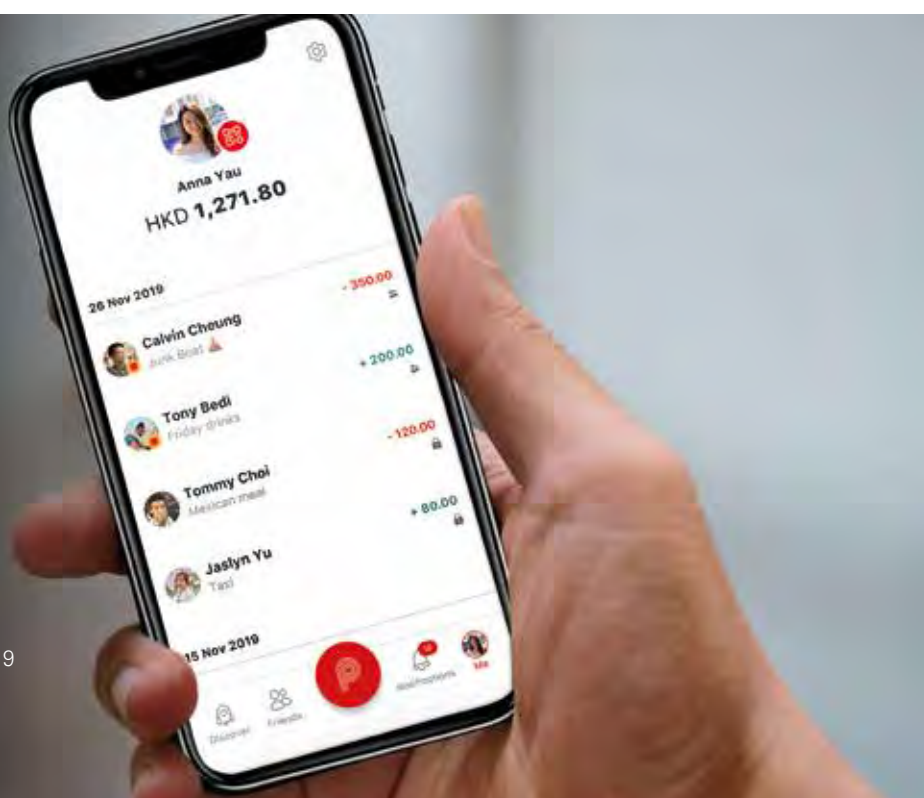 Anna Yau
HKD 1,271.80
26 Nov 2019
Calvin Cheung - 350.00
Junk Boat
Tony Bedi + 200.00
Friday drinks
Tommy Choi - 120.00
Mexican meal
Jaslyn Yu + 80.00
Taxi
15 Nov 2019
9
Discover Friends Notifications Me